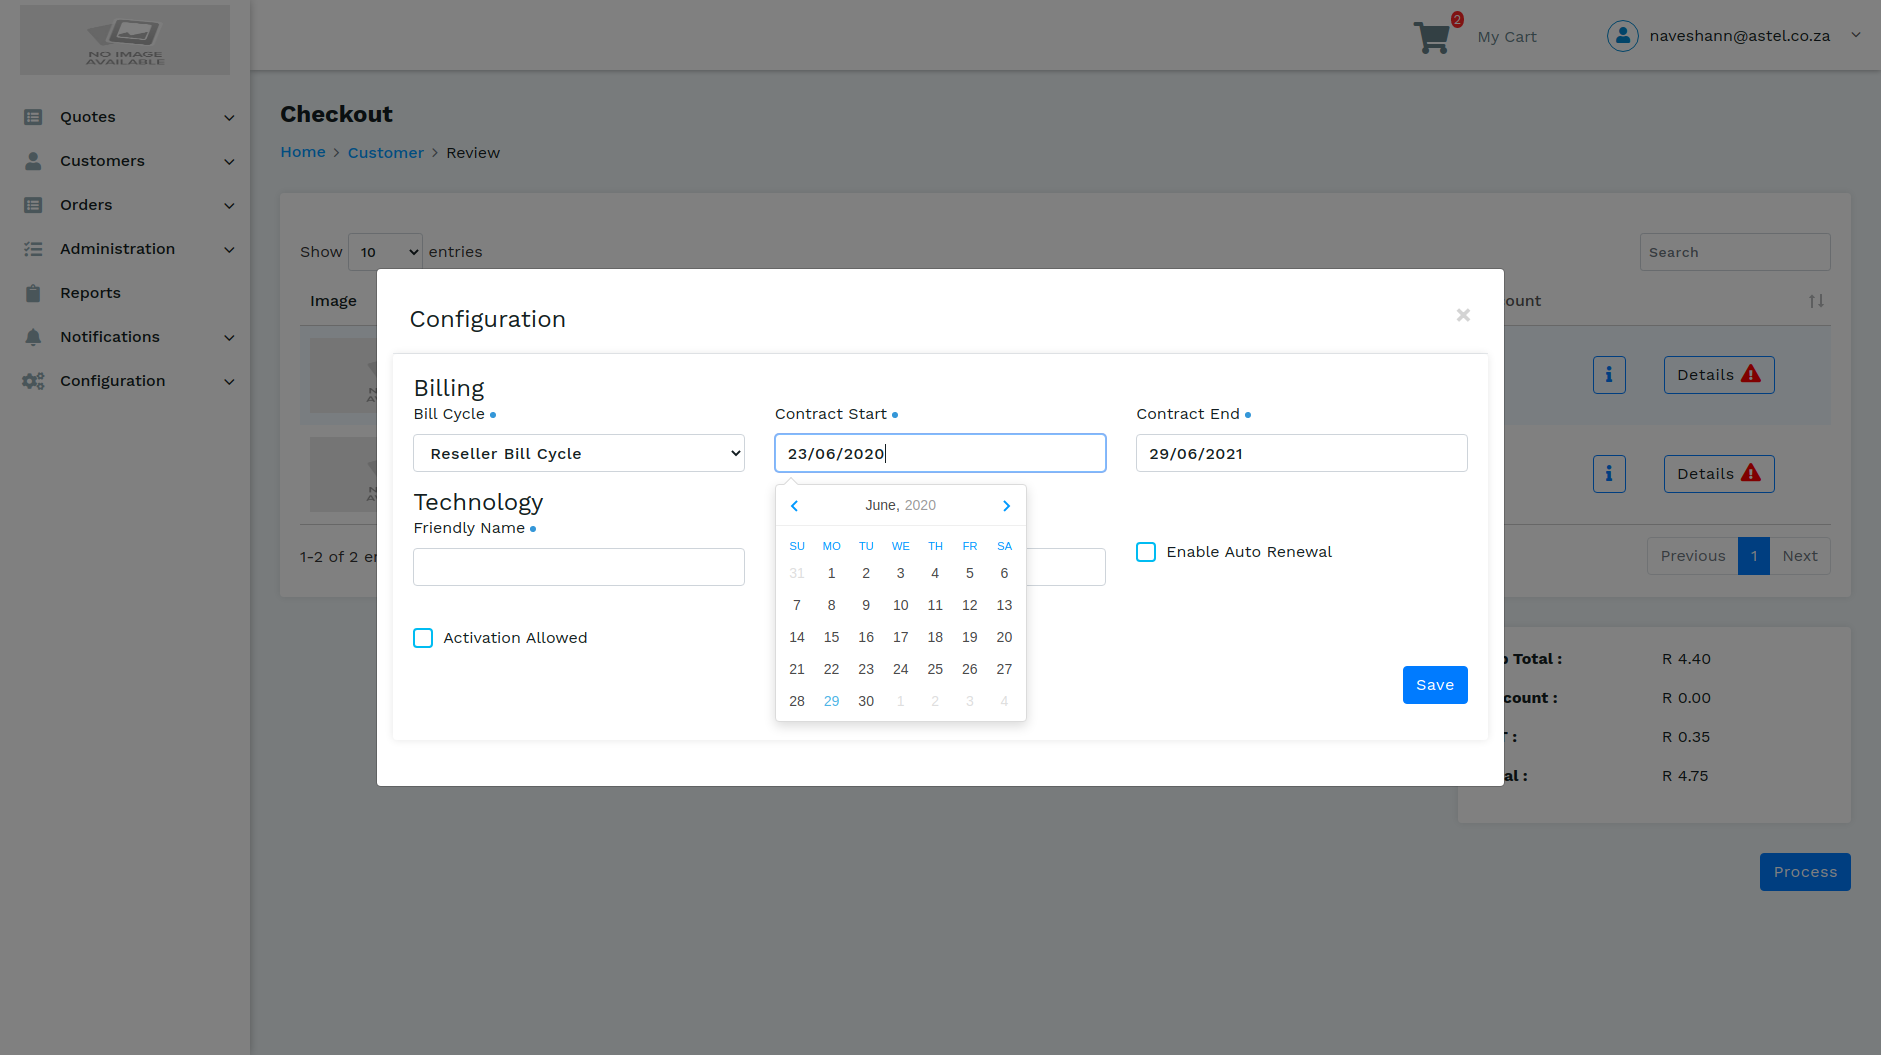 NO IMAGE
AVAILABLE
2
My Cart
naveshann@astel.co.za
Quotes
Customers
Orders
Administration
Reports
Notifications
Configuration
Checkout
Home > Customer > Review
Show 10 entries
Search
Image
Details
Details
1-2 of 2
Previous 1 Next
Configuration
×
Billing
Bill Cycle
Contract Start
Contract End
Reseller Bill Cycle
23/06/2020
29/06/2021
Technology
Friendly Name
June, 2020
SU MO TU WE TH FR SA
31 1 2 3 4 5 6
7 8 9 10 11 12 13
14 15 16 17 18 19 20
21 22 23 24 25 26 27
28 29 30 1 2 3 4
Enable Auto Renewal
Activation Allowed
Save
Total : R 4.40
R 0.00
R 0.35
R 4.75
Process